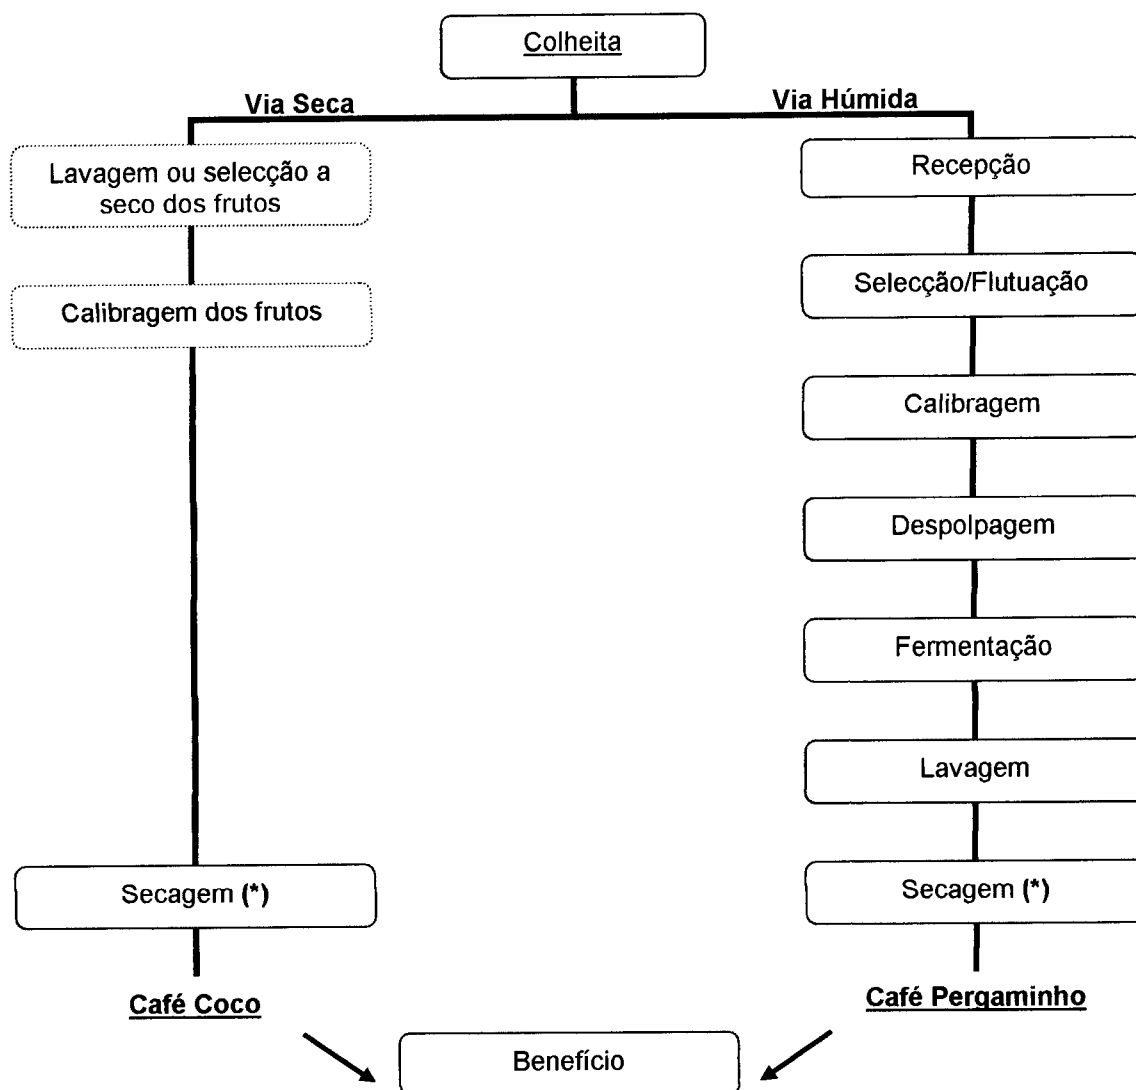 Colheita
Via Seca
Via Húmida
Lavagem ou selecção a
seco dos frutos
Calibragem dos frutos
Recepção
Selecção/Flutuação
Calibragem
Despolpagem
Fermentação
Lavagem
Secagem (*)
Secagem (*)
Café Coco
Café Pergaminho
Benefício